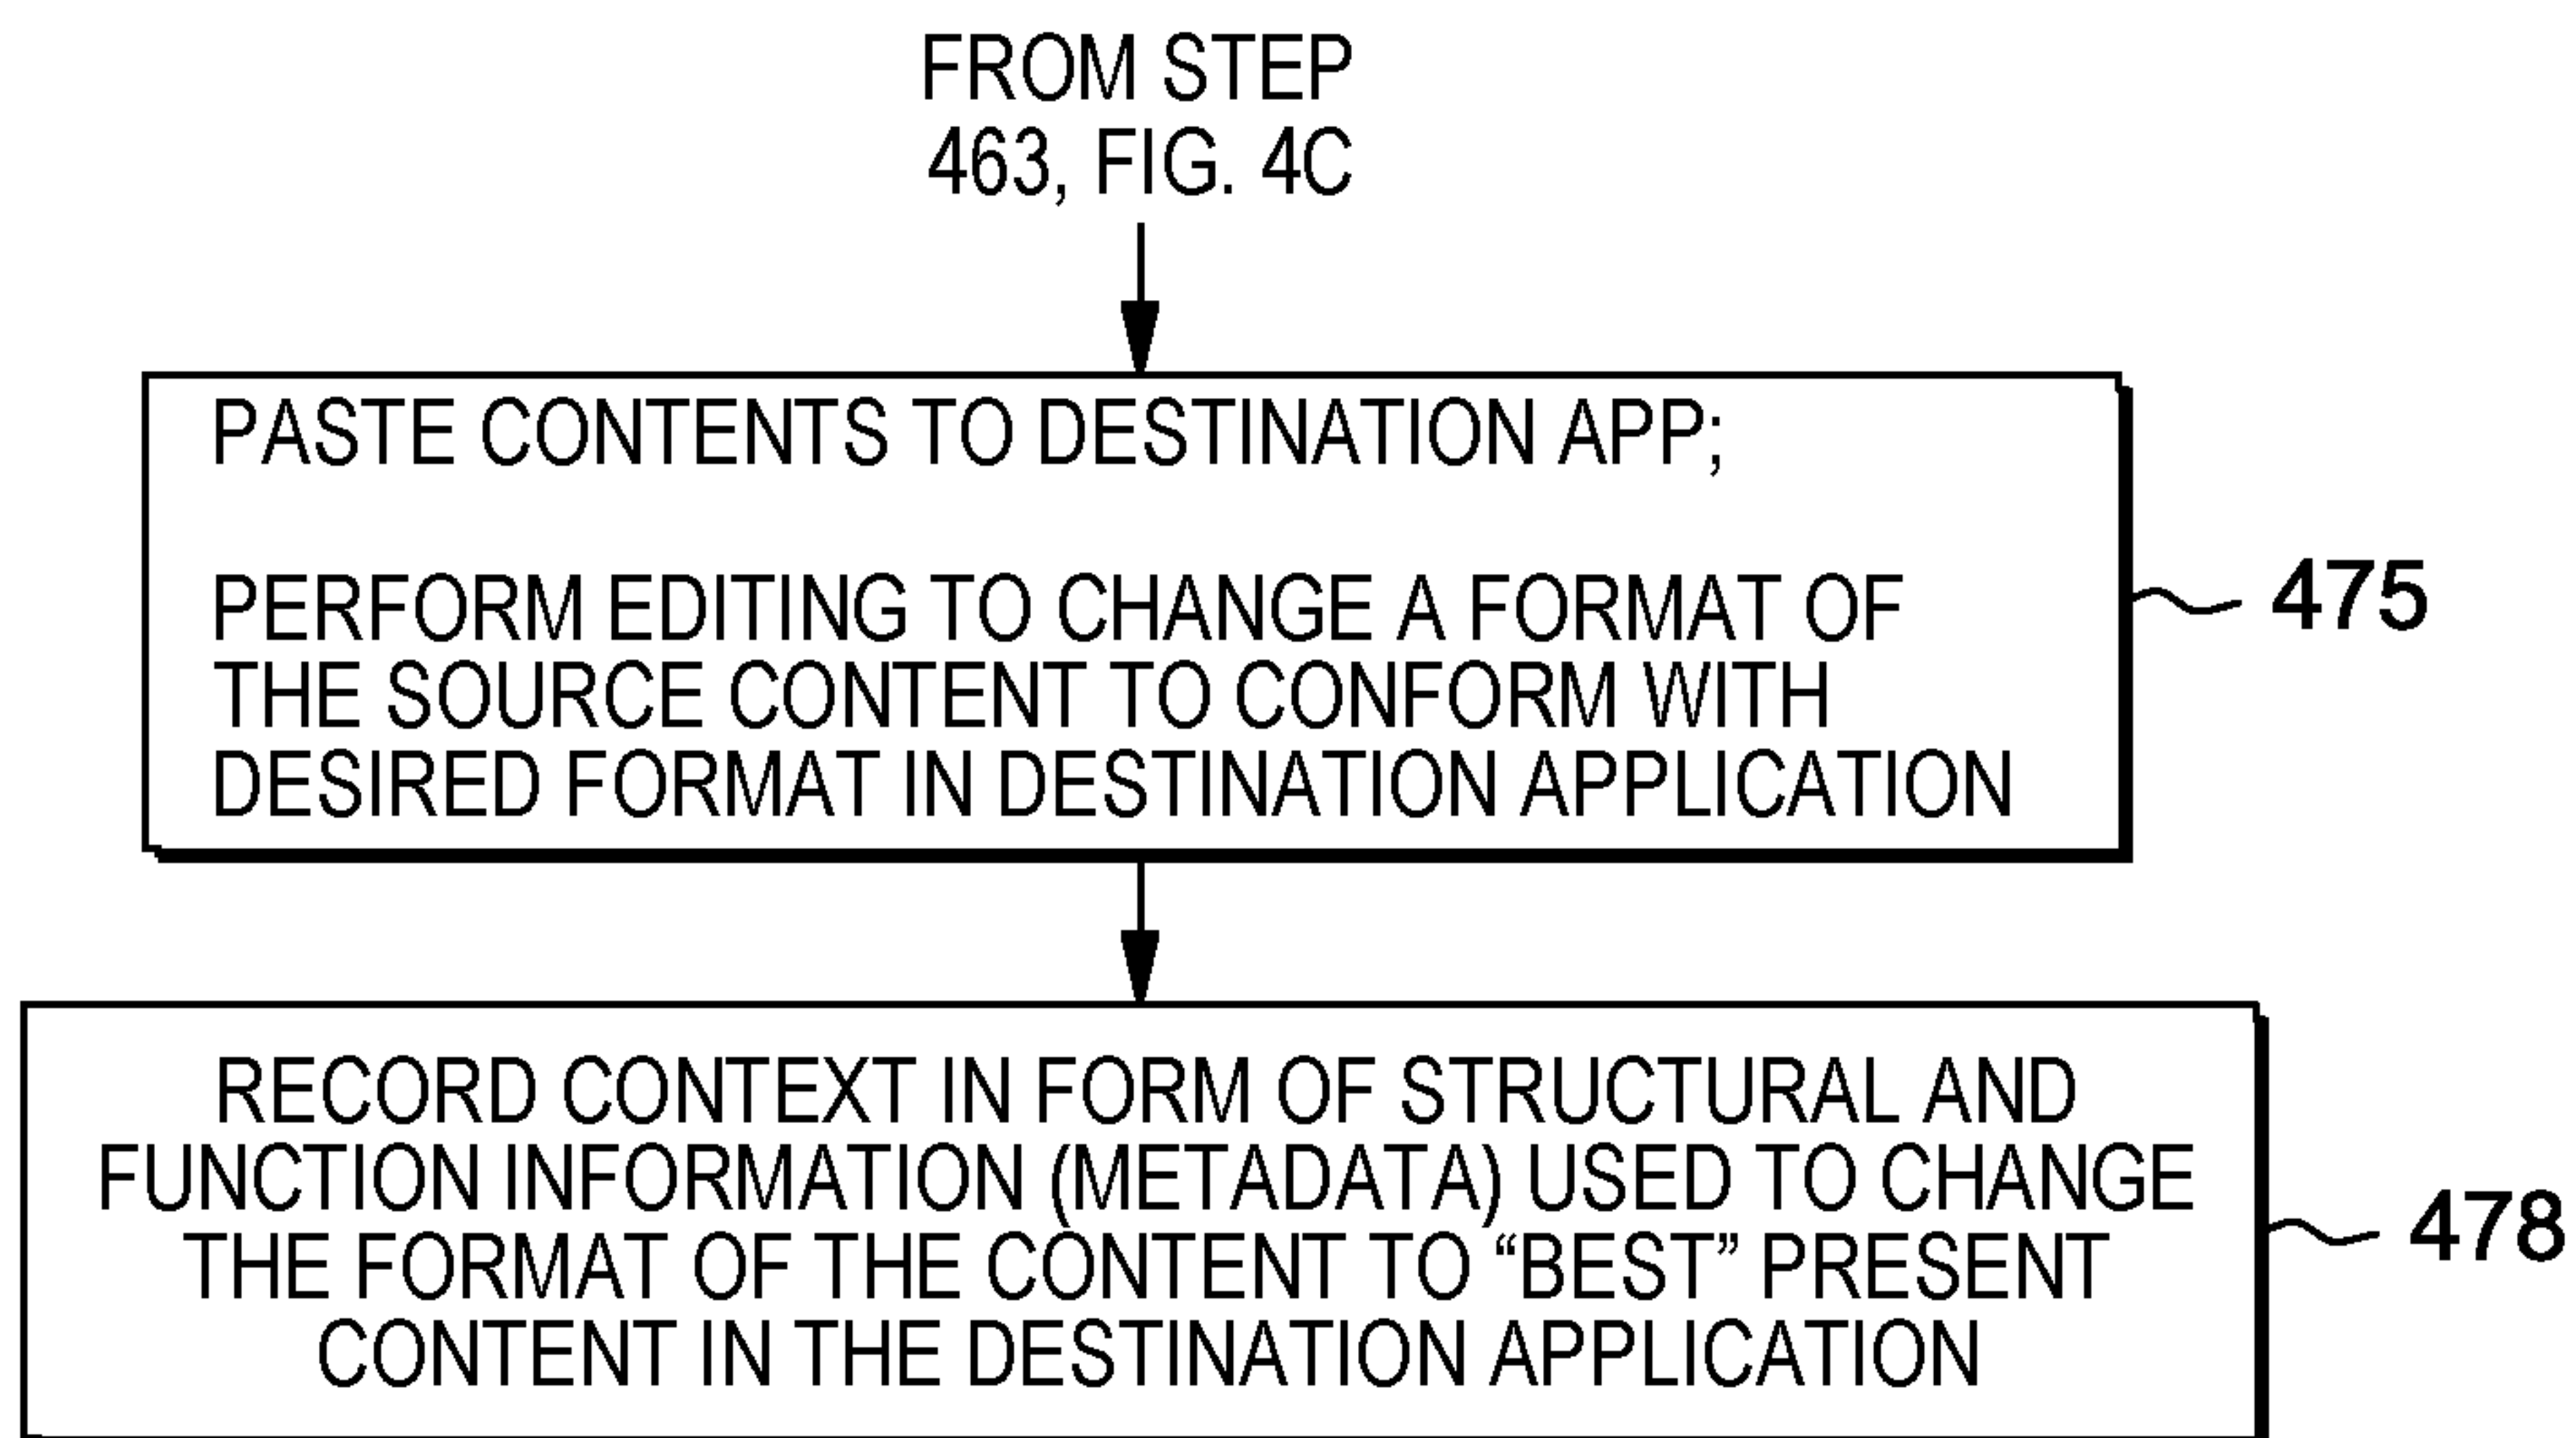 FROM STEP
463, FIG. 4C
PASTE CONTENTS TO DESTINATION APP;
PERFORM EDITING TO CHANGE A FORMAT OF
THE SOURCE CONTENT TO CONFORM WITH
DESIRED FORMAT IN DESTINATION APPLICATION
475
RECORD CONTEXT IN FORM OF STRUCTURAL AND
FUNCTION INFORMATION (METADATA) USED TO CHANGE
THE FORMAT OF THE CONTENT TO “BEST” PRESENT
CONTENT IN THE DESTINATION APPLICATION
478